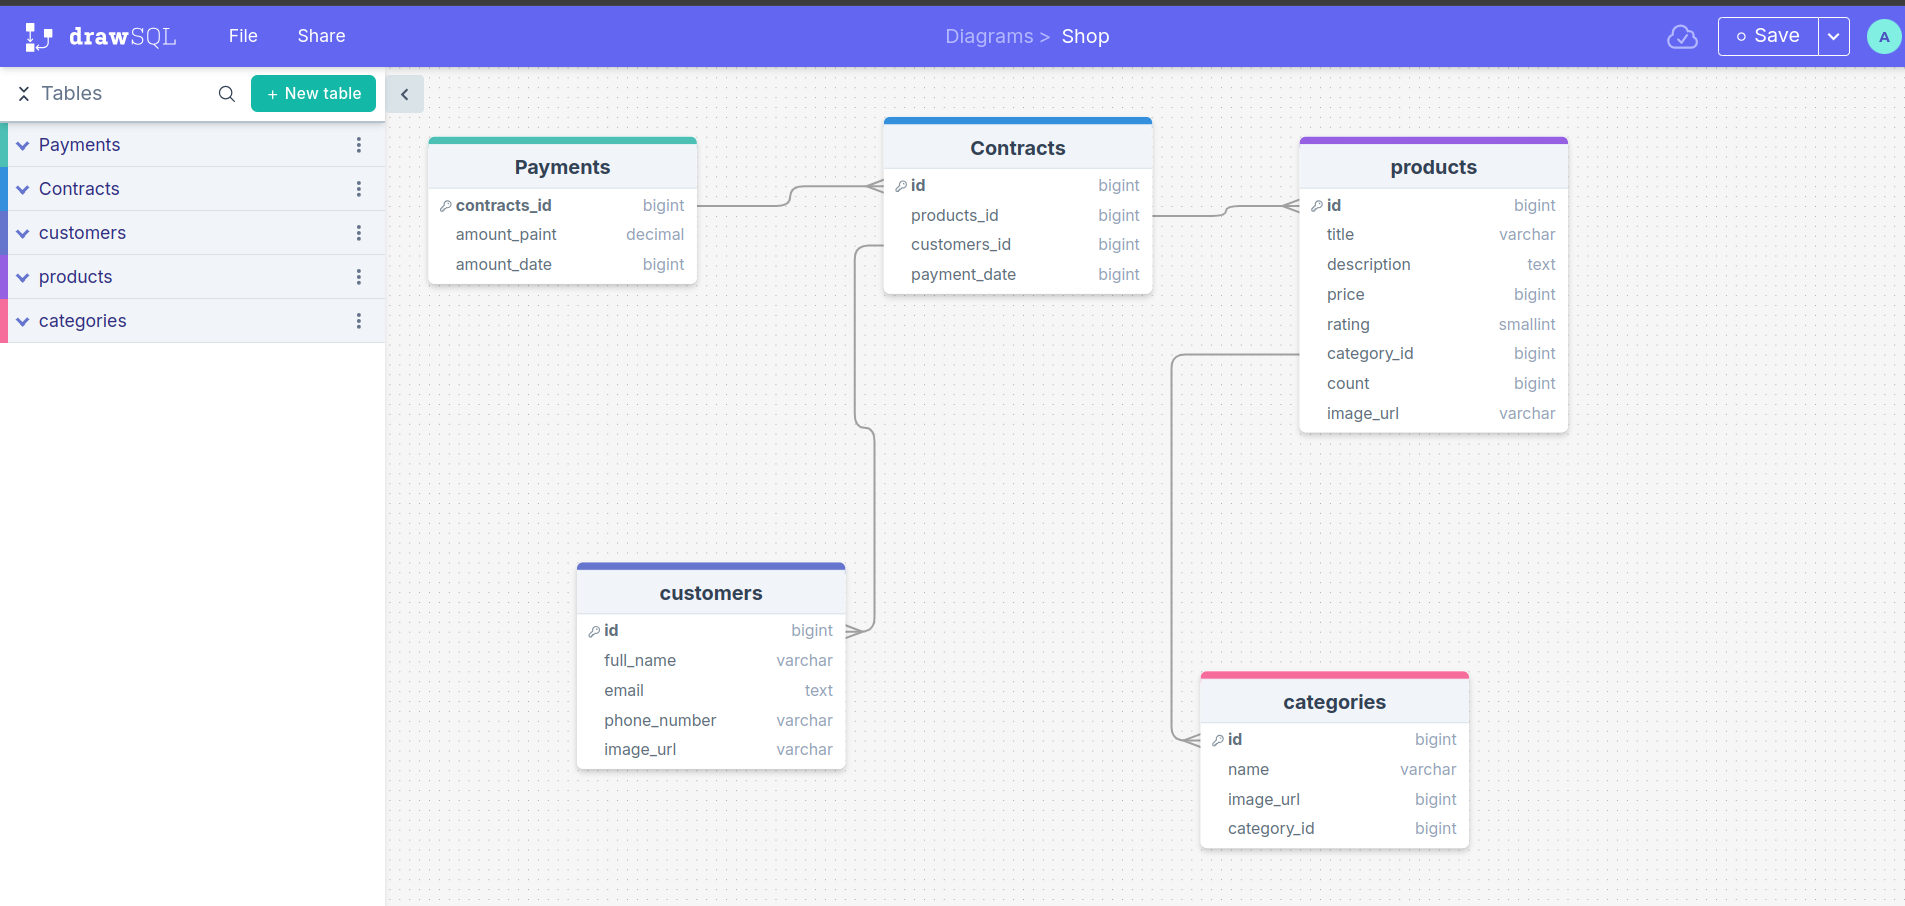 drawSQL File Share Diagrams > Shop Save A
Tables + New table
Payments
Contracts
customers
products
categories
Payments
contracts_id bigint
amount_paint decimal
amount_date bigint
Contracts
id bigint
products_id bigint
customers_id bigint
payment_date bigint
products
id bigint
title varchar
description text
price bigint
rating smallint
category_id bigint
count bigint
image_url varchar
customers
id bigint
full_name varchar
email text
phone_number varchar
image_url varchar
categories
id bigint
name varchar
image_url bigint
category_id bigint